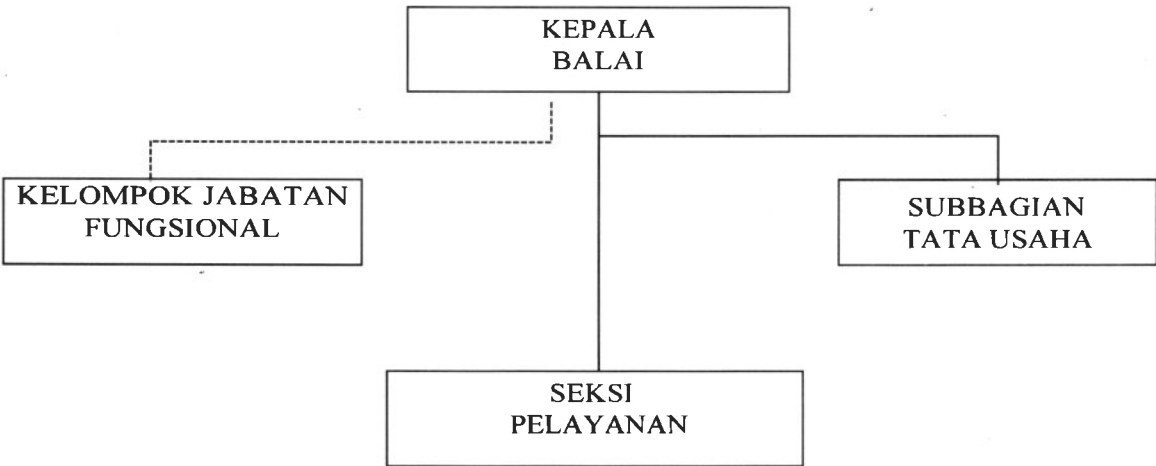 KEPALA
BALAI
KELOMPOK JABATAN
FUNGSIONAL
SUBBAGIAN
TATA USAHA
SEKSI
PELAYANAN